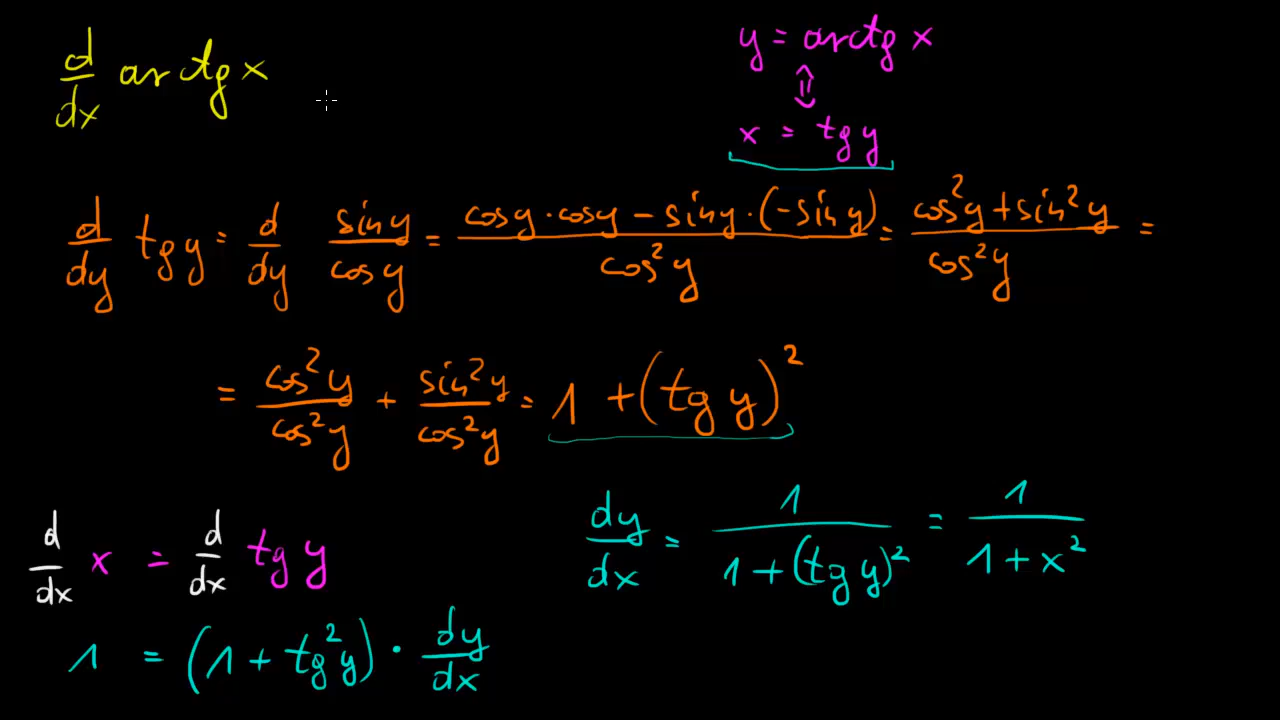 d/dx arctg x
y = arctg x
⇕
x = tg y
d/dy tg y = d/dy sin y/cos y = (cos y · cos y − sin y · (−sin y))/cos² y = (cos² y + sin² y)/cos² y =
= cos² y/cos² y + sin² y/cos² y = 1 + (tg y)²
d/dx x = d/dx tg y
1 = (1 + tg² y) · dy/dx
dy/dx = 1/(1 + (tg y)²) = 1/(1 + x²)